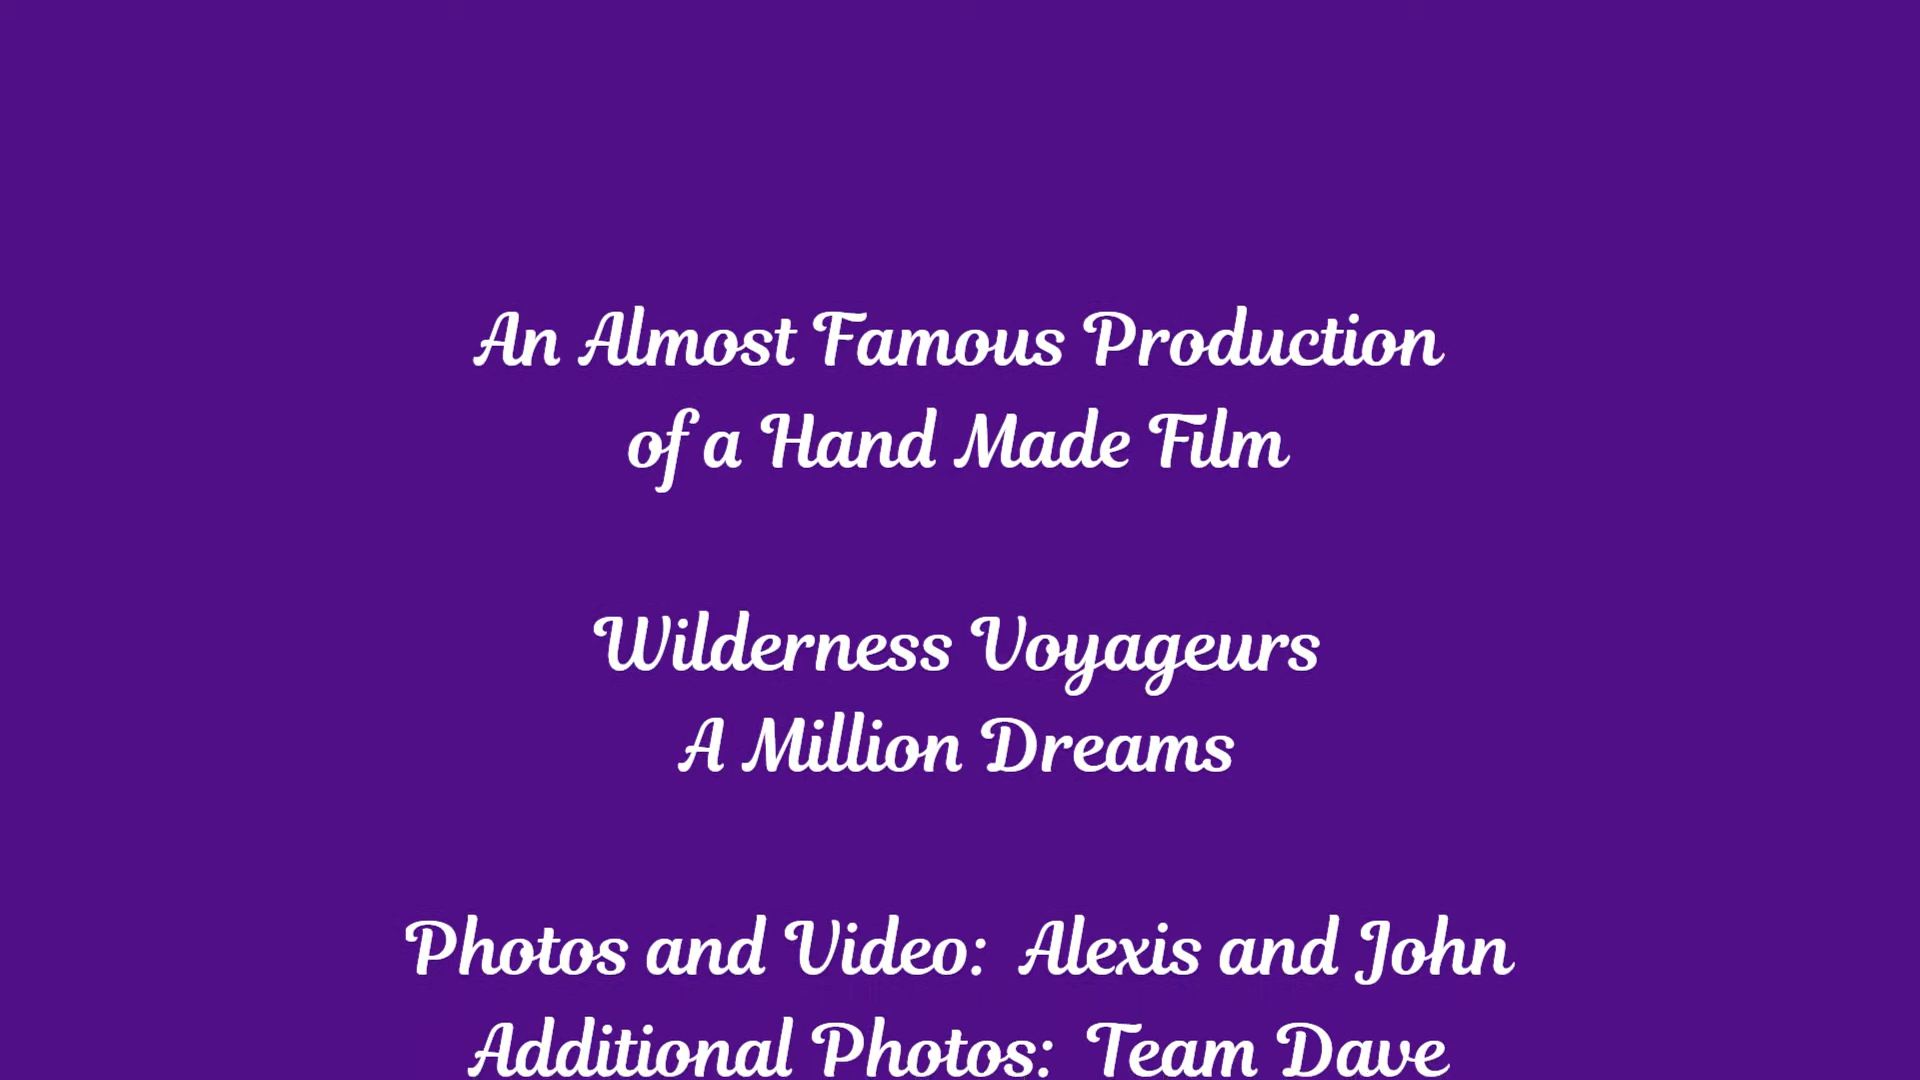 An Almost Famous Production
of a Hand Made Film
Wilderness Voyageurs
A Million Dreams
Photos and Video:  Alexis and John
Additional Photos:  Team Dave